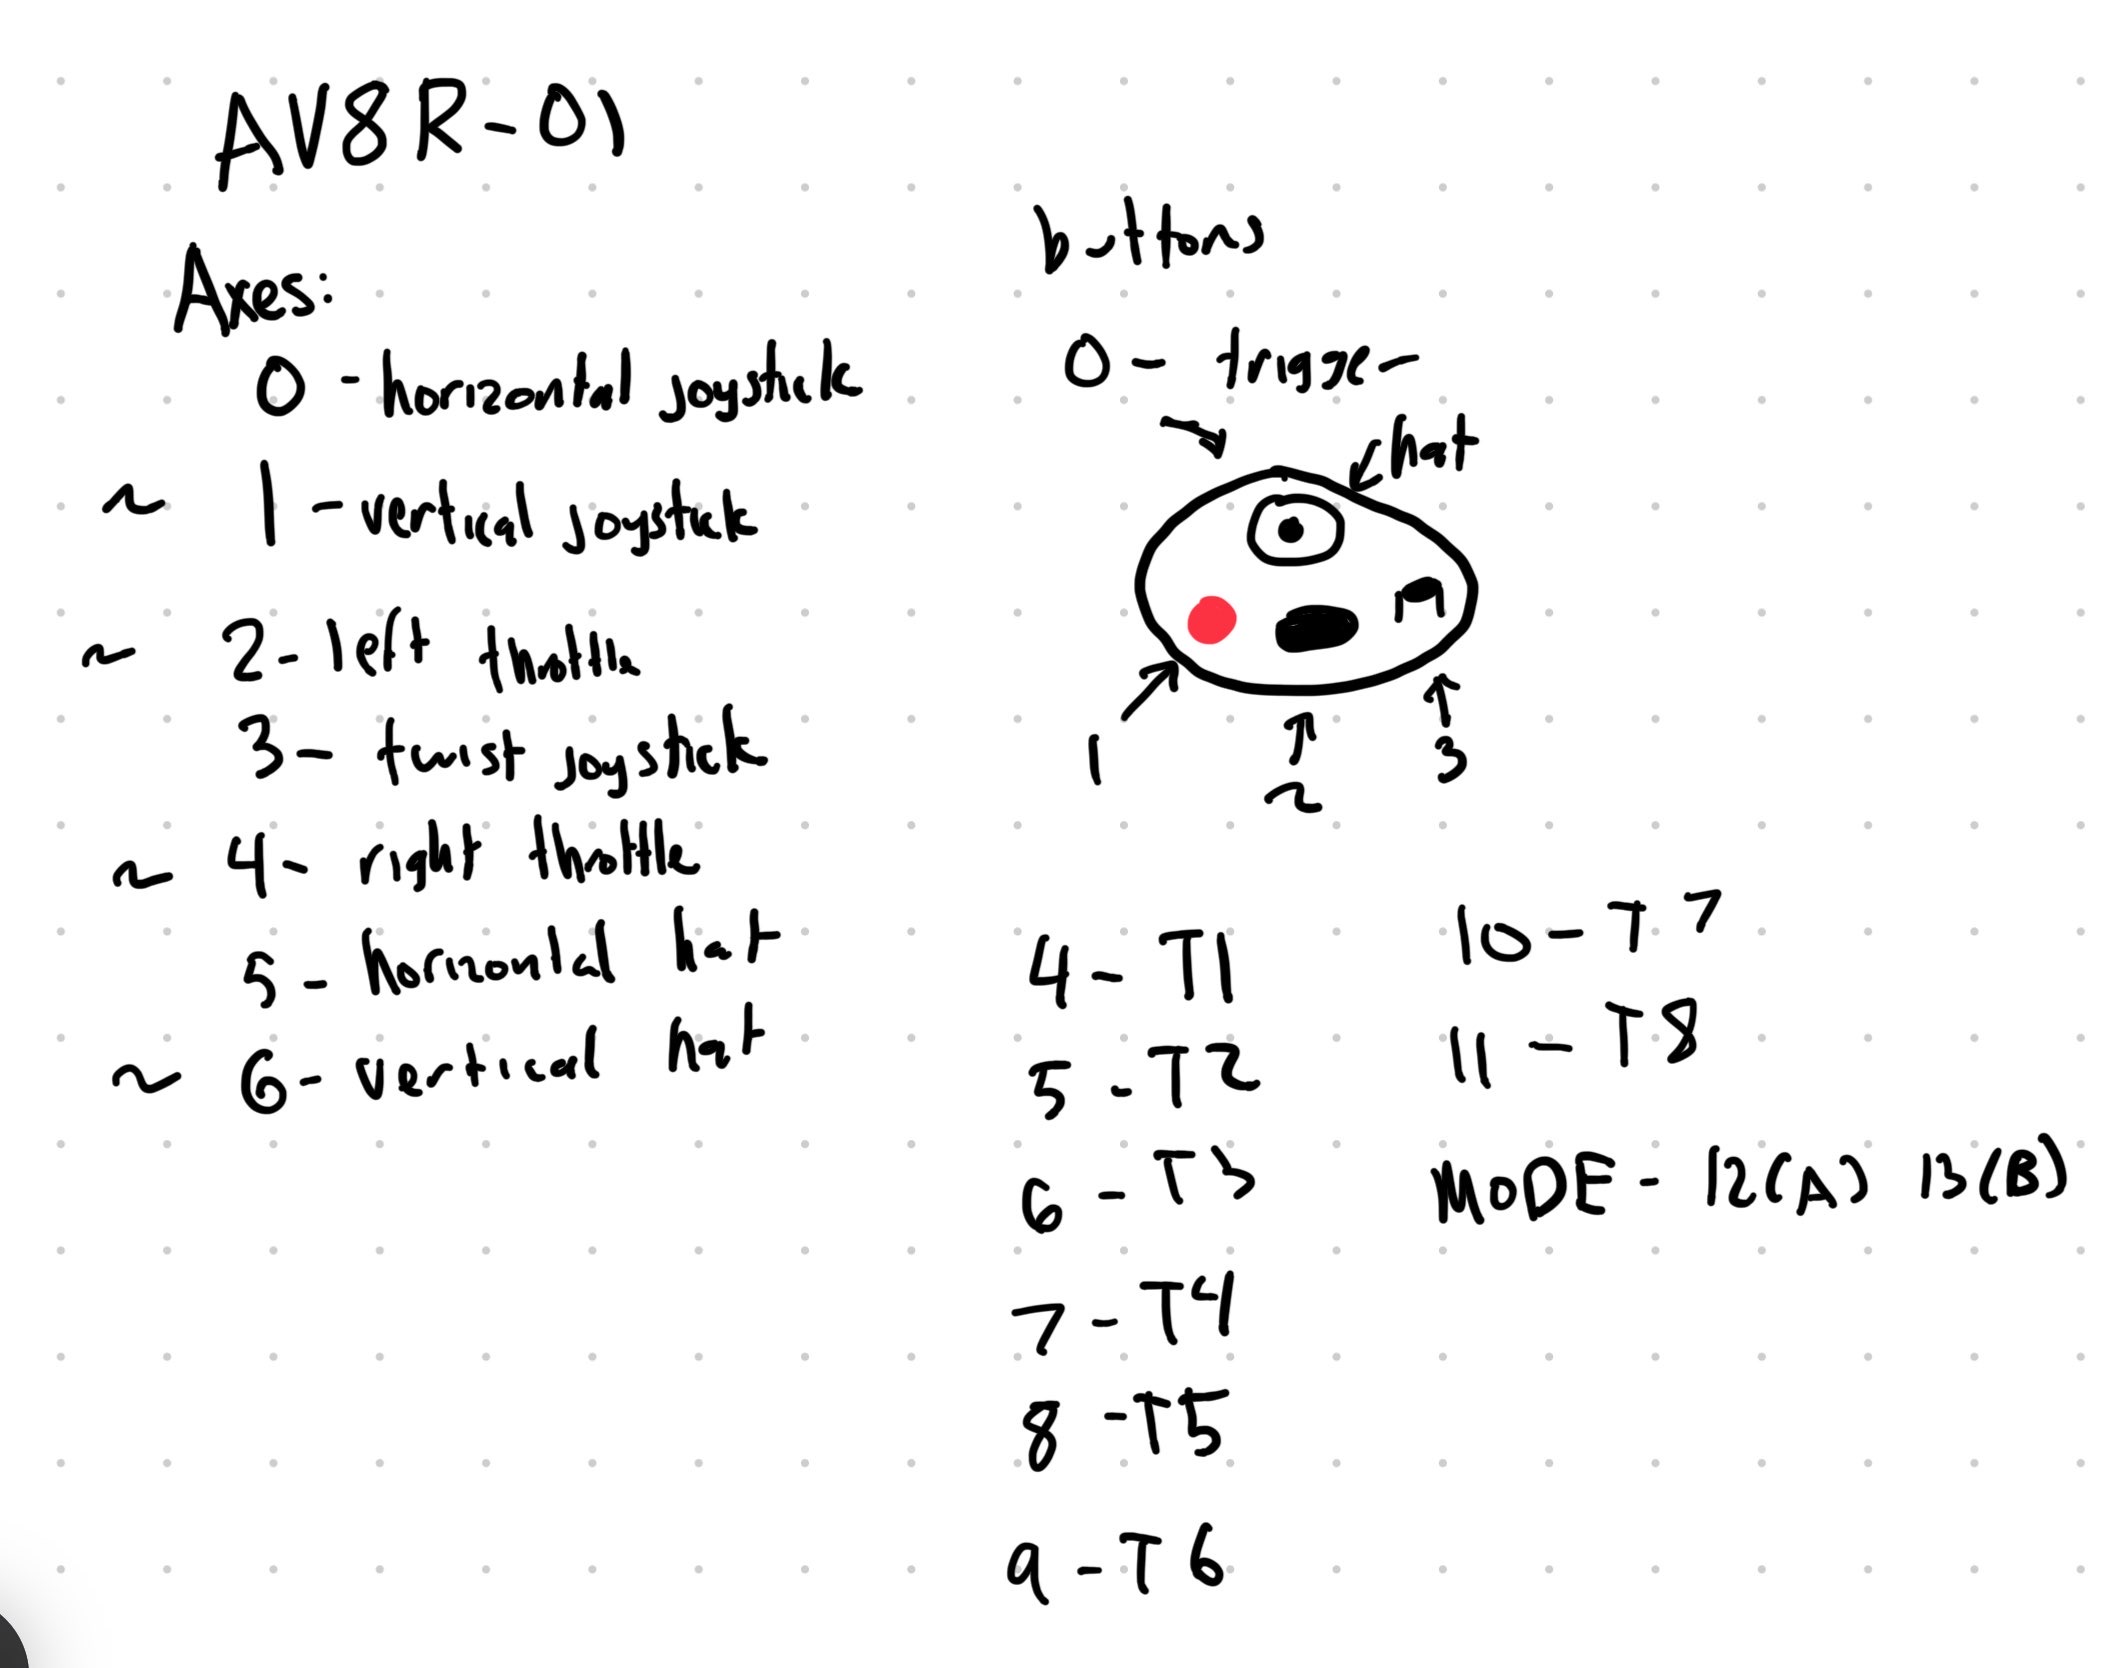 AV8R-01
Axes:
0 - horizontal joystick
~ 1 - vertical joystick
~ 2 - left throttle
3 - twist joystick
~ 4 - right throttle
5 - horizontal hat
~ 6 - vertical hat
buttons
0 - trigger
hat
1
2
3
4 - T1
5 - T2
6 - T3
7 - T4
8 - T5
9 - T6
10 - T7
11 - T8
MODE - 12(A) 13(B)